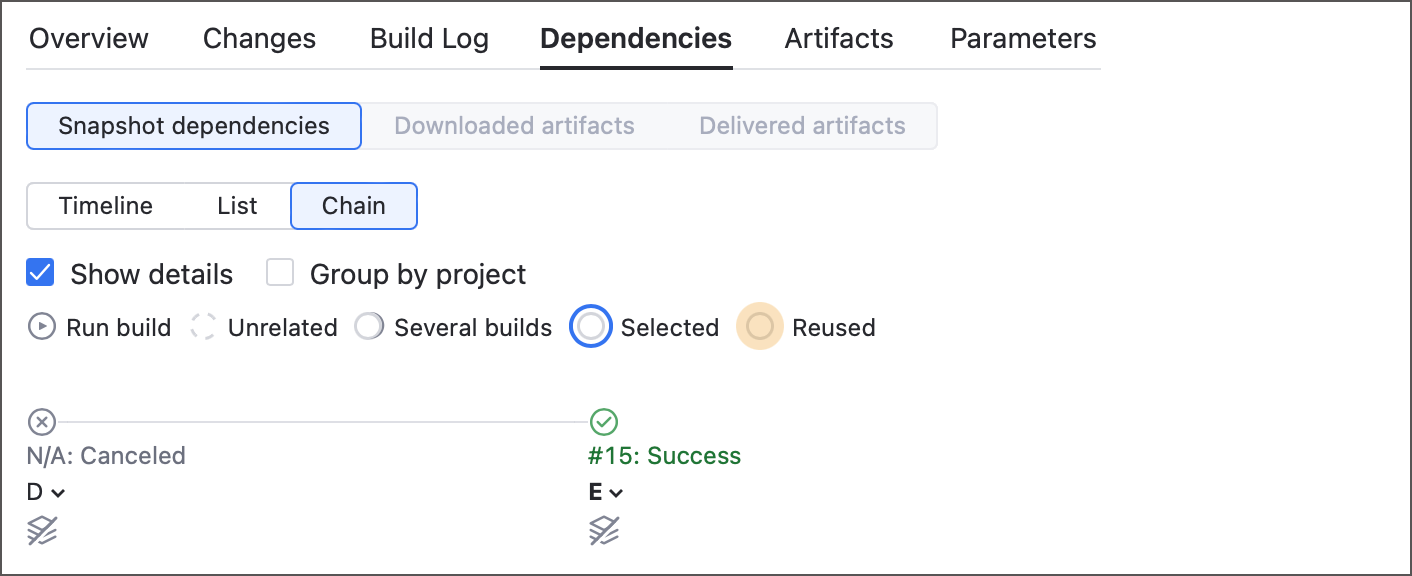 Overview Changes Build Log Dependencies Artifacts Parameters
Snapshot dependencies Downloaded artifacts Delivered artifacts
Timeline List Chain
Show details Group by project
Run build Unrelated Several builds Selected Reused
N/A: Canceled #15: Success
D E